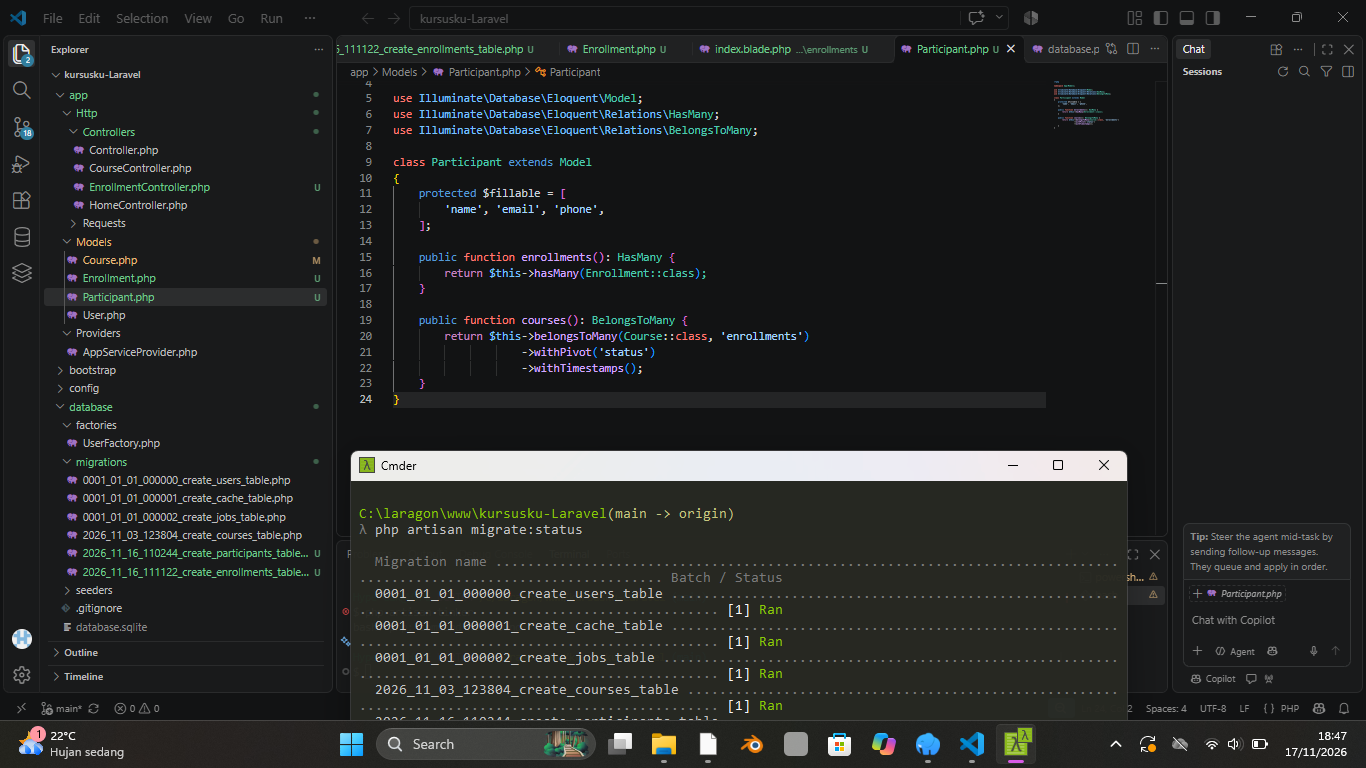 File Edit Selection View Go Run ···
kursusku-Laravel
Explorer
kursusku-Laravel
app
Http
Controllers
Controller.php
CourseController.php
EnrollmentController.php U
HomeController.php
Requests
Models
Course.php M
Enrollment.php U
Participant.php U
User.php
Providers
AppServiceProvider.php
bootstrap
config
database
factories
UserFactory.php
migrations
0001_01_01_000000_create_users_table.php
0001_01_01_000001_create_cache_table.php
0001_01_01_000002_create_jobs_table.php
2026_11_03_123804_create_courses_table.php
2026_11_16_110244_create_participants_table... U
2026_11_16_111122_create_enrollments_table... U
seeders
.gitignore
database.sqlite
Outline
Timeline
2
18
_111122_create_enrollments_table.php U Enrollment.php U index.blade.php ...\enrollments U Participant.php U database.p
app > Models > Participant.php > Participant
4
5 use Illuminate\Database\Eloquent\Model;
6 use Illuminate\Database\Eloquent\Relations\HasMany;
7 use Illuminate\Database\Eloquent\Relations\BelongsToMany;
8
9 class Participant extends Model
10 {
11 protected $fillable = [
12 'name', 'email', 'phone',
13 ];
14
15 public function enrollments(): HasMany {
16 return $this->hasMany(Enrollment::class);
17 }
18
19 public function courses(): BelongsToMany {
20 return $this->belongsToMany(Course::class, 'enrollments')
21 ->withPivot('status')
22 ->withTimestamps();
23 }
24 }
Cmder
C:\laragon\www\kursusku-Laravel(main -> origin)
λ php artisan migrate:status
Migration name ..............................................................................
...................................... Batch / Status
0001_01_01_000000_create_users_table ........................................................
............................................. [1] Ran
0001_01_01_000001_create_cache_table ........................................................
............................................. [1] Ran
0001_01_01_000002_create_jobs_table .........................................................
............................................. [1] Ran
2026_11_03_123804_create_courses_table ......................................................
............................................. [1] Ran
2026_11_16_110244_create_participants_table
Chat
Sessions
Tip: Steer the agent mid-task by
sending follow-up messages.
They queue and apply in order.
Participant.php
Chat with Copilot
Agent
Copilot
main* 0 0 Spaces: 4 UTF-8 LF { } PHP
1
22°C
Hujan sedang
Search
18:47
17/11/2026